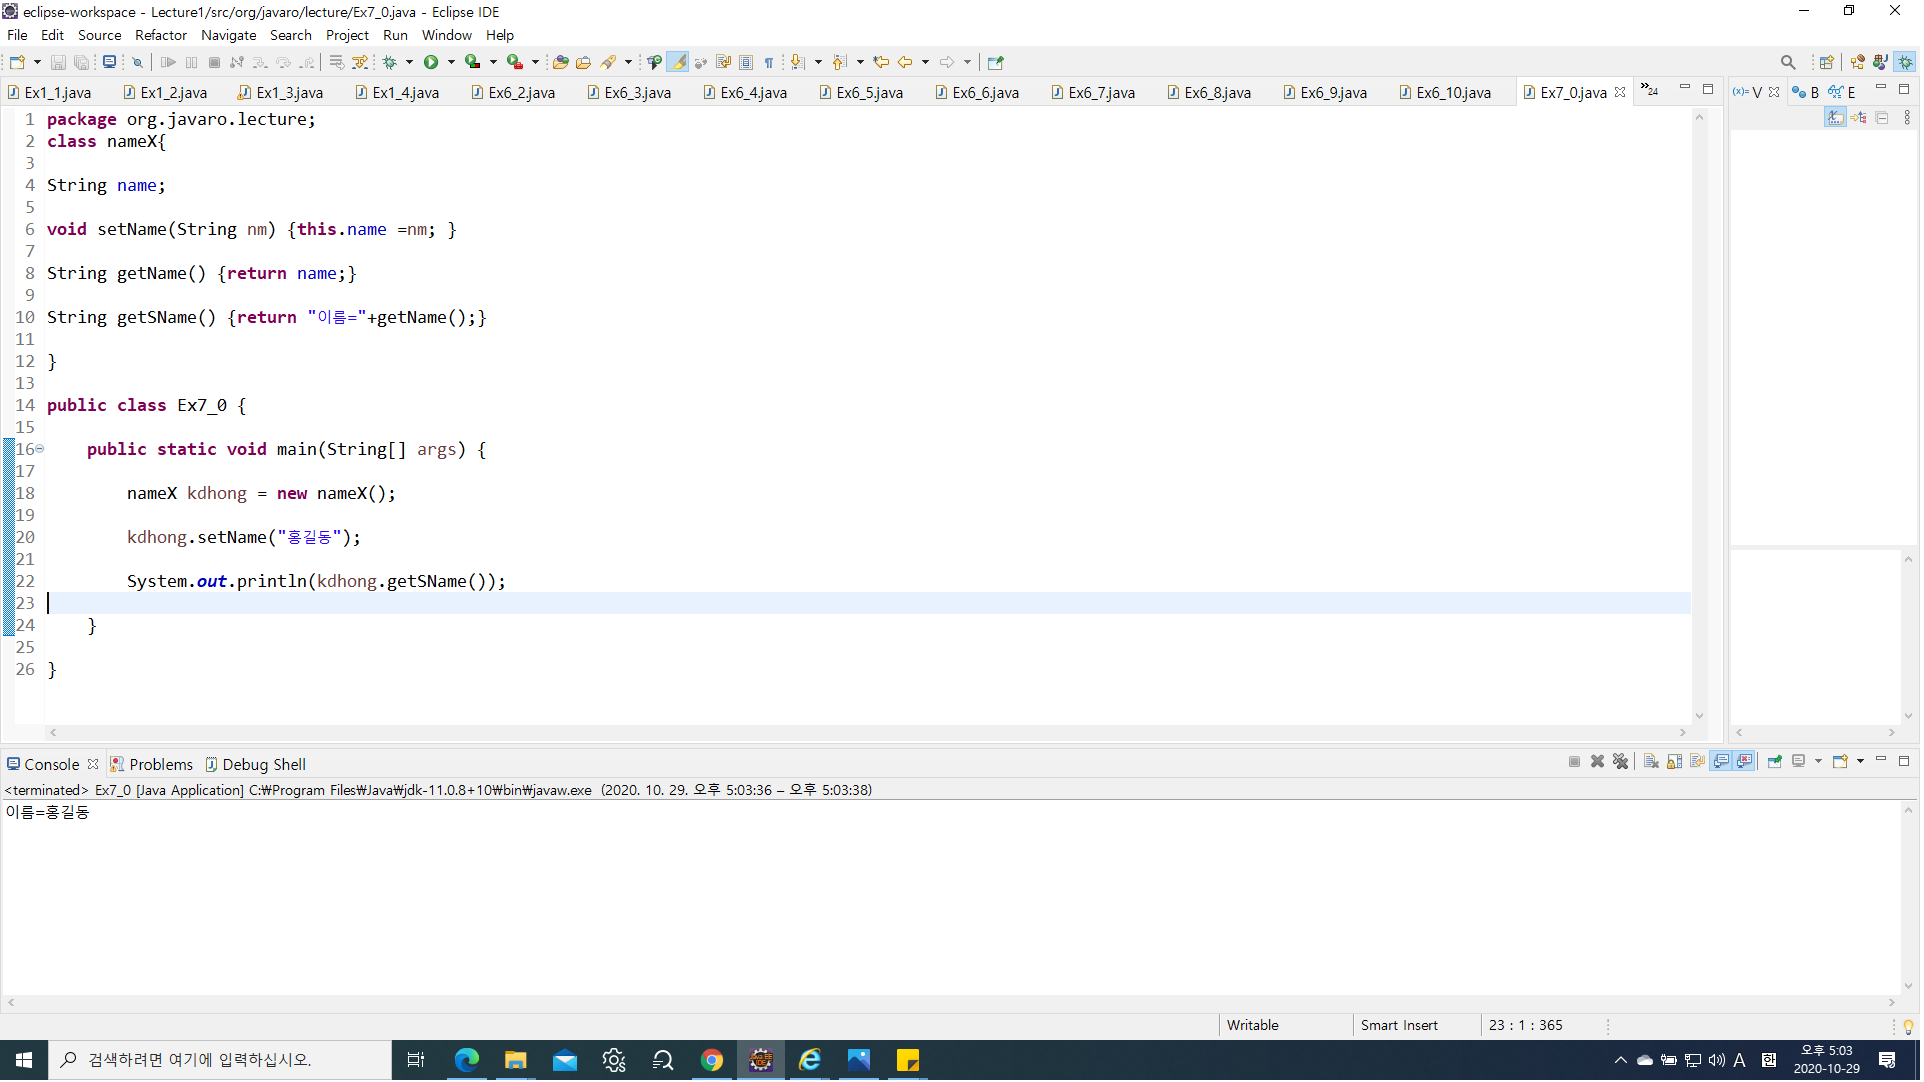 eclipse-workspace - Lecture1/src/org/javaro/lecture/Ex7_0.java - Eclipse IDE
File Edit Source Refactor Navigate Search Project Run Window Help
Ex1_1.java Ex1_2.java Ex1_3.java Ex1_4.java Ex6_2.java Ex6_3.java Ex6_4.java Ex6_5.java Ex6_6.java Ex6_7.java Ex6_8.java Ex6_9.java Ex6_10.java Ex7_0.java »24 (x)= V B E
1 package org.javaro.lecture;
2 class nameX{
3
4 String name;
5
6 void setName(String nm) {this.name =nm; }
7
8 String getName() {return name;}
9
10 String getSName() {return "이름="+getName();}
11
12 }
13
14 public class Ex7_0 {
15
16 public static void main(String[] args) {
17
18 nameX kdhong = new nameX();
19
20 kdhong.setName("홍길동");
21
22 System.out.println(kdhong.getSName());
23
24 }
25
26 }
Console Problems Debug Shell
<terminated> Ex7_0 [Java Application] C:₩Program Files₩Java₩jdk-11.0.8+10₩bin₩javaw.exe (2020. 10. 29. 오후 5:03:36 – 오후 5:03:38)
이름=홍길동
Writable Smart Insert 23 : 1 : 365
검색하려면 여기에 입력하십시오. A 한 오후 5:03
2020-10-29